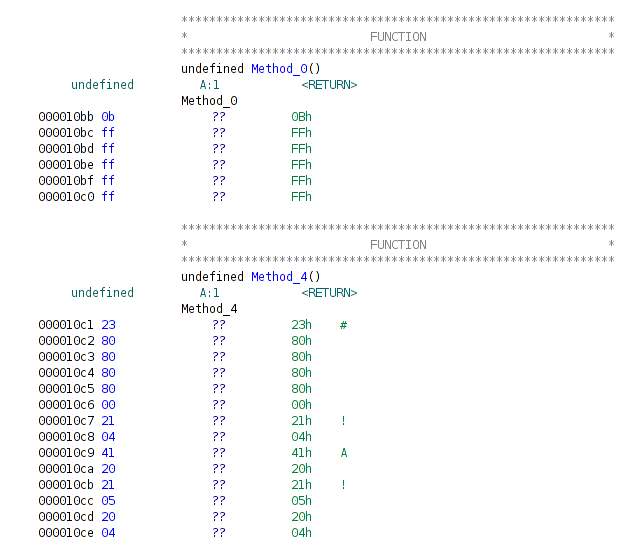 **************************************************************
* FUNCTION *
**************************************************************
undefined Method_0()
undefined A:1 <RETURN>
Method_0
000010bb 0b ?? 0Bh
000010bc ff ?? FFh
000010bd ff ?? FFh
000010be ff ?? FFh
000010bf ff ?? FFh
000010c0 ff ?? FFh
**************************************************************
* FUNCTION *
**************************************************************
undefined Method_4()
undefined A:1 <RETURN>
Method_4
000010c1 23 ?? 23h #
000010c2 80 ?? 80h
000010c3 80 ?? 80h
000010c4 80 ?? 80h
000010c5 80 ?? 80h
000010c6 00 ?? 00h
000010c7 21 ?? 21h !
000010c8 04 ?? 04h
000010c9 41 ?? 41h A
000010ca 20 ?? 20h
000010cb 21 ?? 21h !
000010cc 05 ?? 05h
000010cd 20 ?? 20h
000010ce 04 ?? 04h